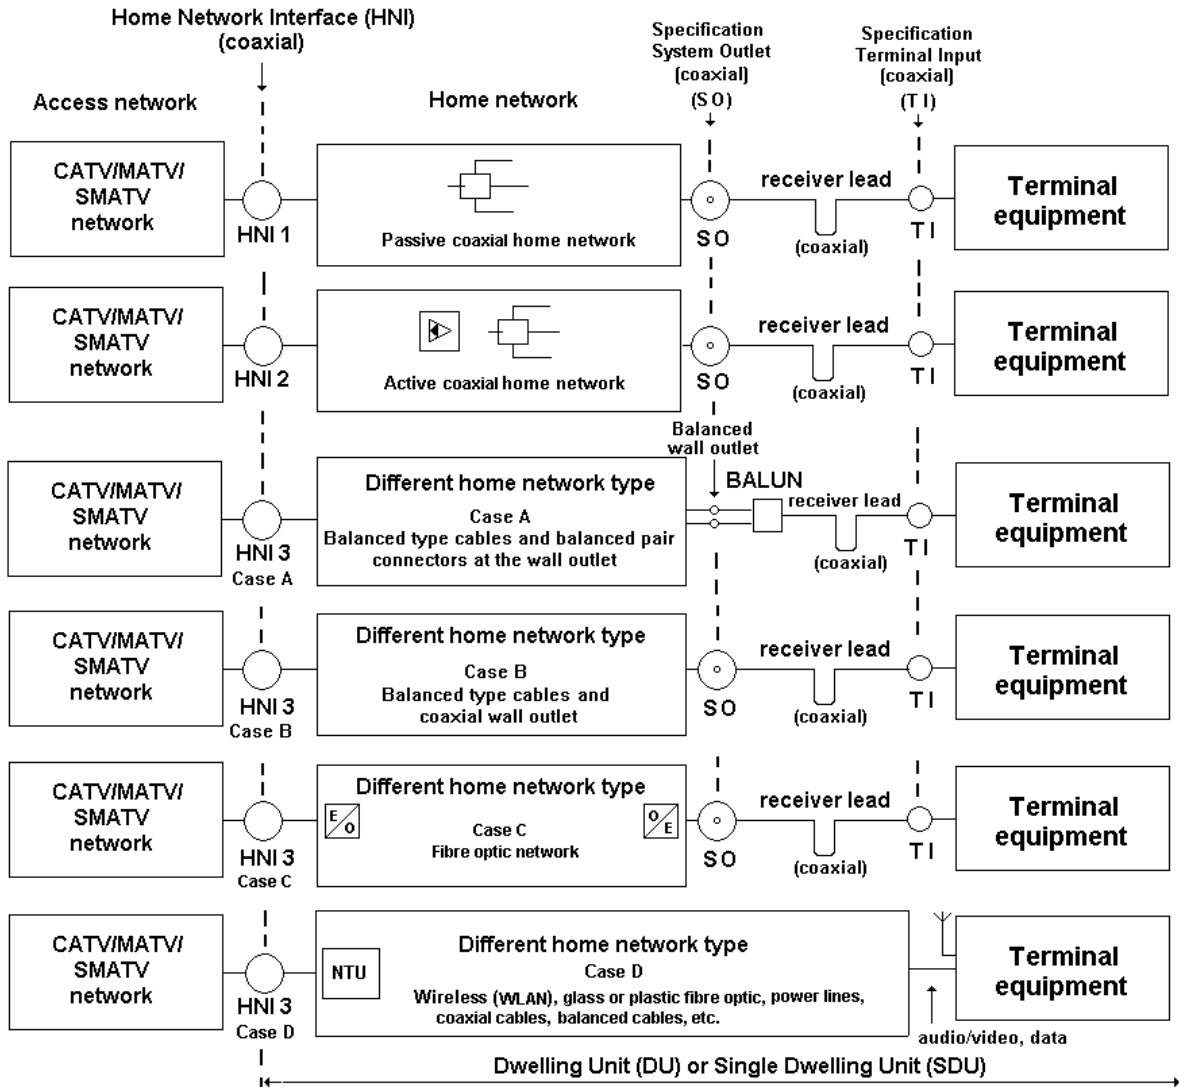 Home Network Interface (HNI)
(coaxial)
Specification
System Outlet
(coaxial)
(S O)
Specification
Terminal Input
(coaxial)
(T I)
Access network
Home network
CATV/MATV/
SMATV
network
HNI 1
Passive coaxial home network
SO
receiver lead
(coaxial)
T I
Terminal
equipment
CATV/MATV/
SMATV
network
HNI 2
Active coaxial home network
SO
receiver lead
(coaxial)
T I
Terminal
equipment
Balanced
wall outlet
CATV/MATV/
SMATV
network
HNI 3
Case A
Different home network type
Case A
Balanced type cables and balanced pair
connectors at the wall outlet
BALUN
receiver lead
(coaxial)
T I
Terminal
equipment
CATV/MATV/
SMATV
network
HNI 3
Case B
Different home network type
Case B
Balanced type cables and
coaxial wall outlet
SO
receiver lead
(coaxial)
T I
Terminal
equipment
CATV/MATV/
SMATV
network
HNI 3
Case C
Different home network type
E
O
Case C
Fibre optic network
O
E
SO
receiver lead
(coaxial)
T I
Terminal
equipment
CATV/MATV/
SMATV
network
HNI 3
Case D
NTU
Different home network type
Case D
Wireless (WLAN), glass or plastic fibre optic, power lines,
coaxial cables, balanced cables, etc.
audio/video, data
Terminal
equipment
Dwelling Unit (DU) or Single Dwelling Unit (SDU)